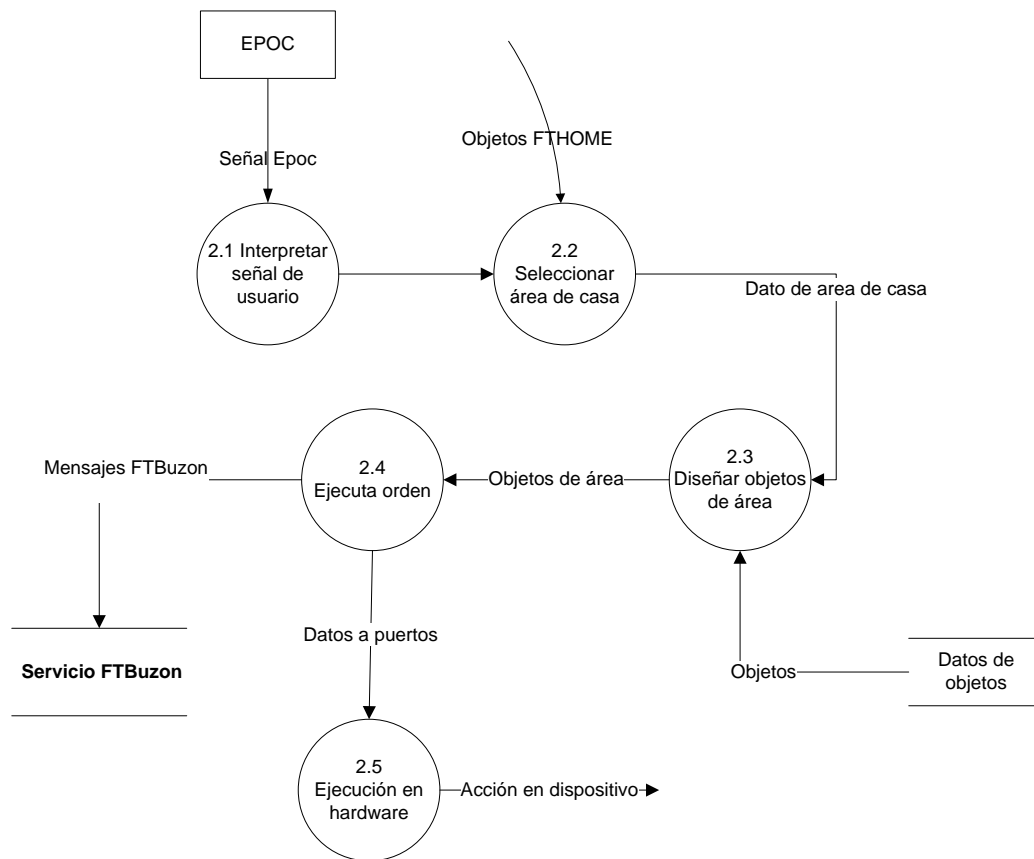 EPOC
Objetos FTHOME
Señal Epoc
2.1 Interpretar
señal de
usuario
2.2
Seleccionar
área de casa
Dato de area de casa
Mensajes FTBuzon
2.4
Ejecuta orden
Objetos de área
2.3
Diseñar objetos
de área
Datos a puertos
Servicio FTBuzon
Objetos
Datos de
objetos
2.5
Ejecución en
hardware
Acción en dispositivo